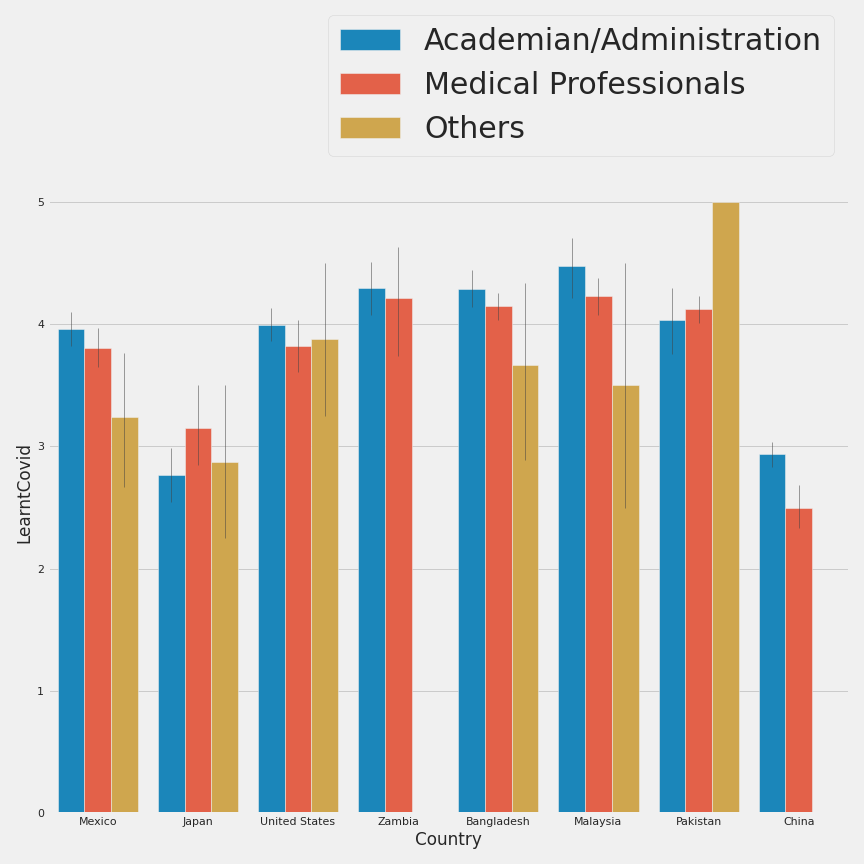 Academian/Administration
Medical Professionals
Others
5
4
3
2
1
0
LearntCovid
Mexico Japan United States Zambia Bangladesh Malaysia Pakistan China
Country